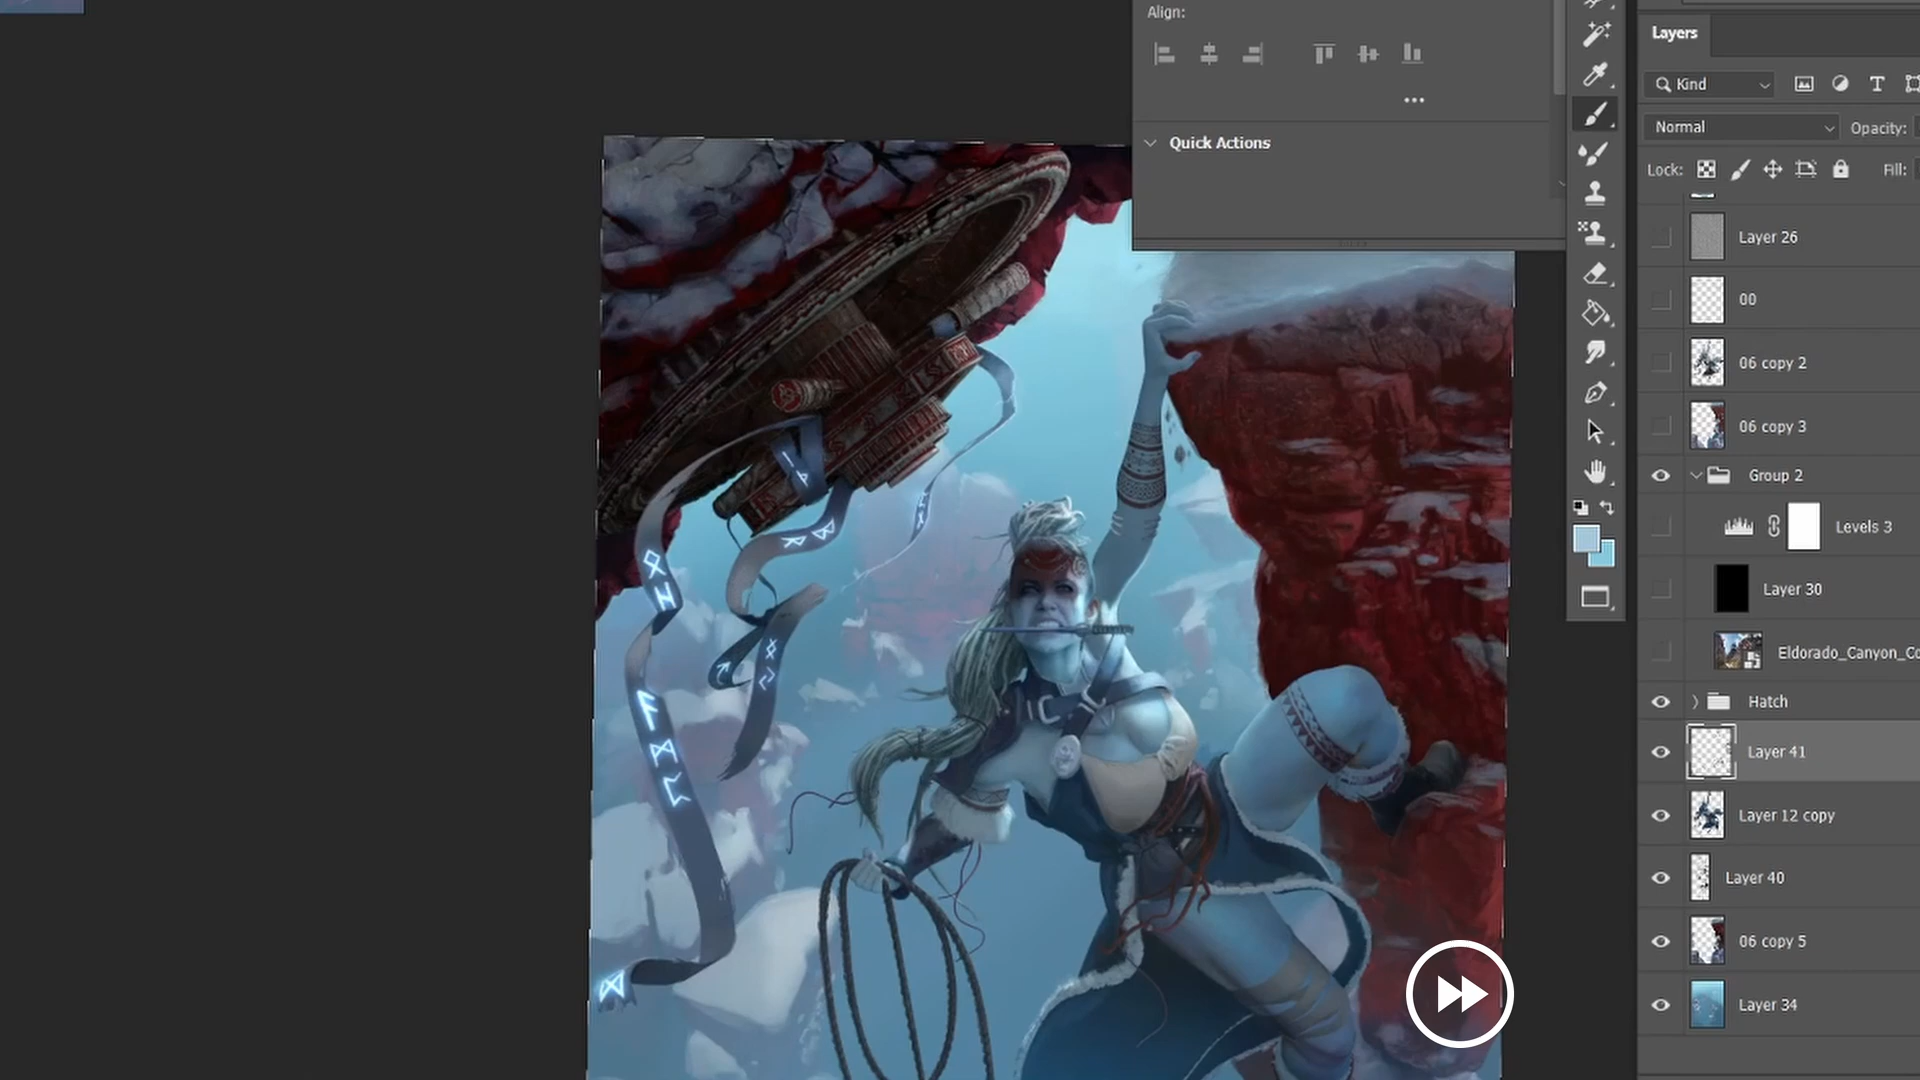 Align:
Quick Actions
Layers
Kind
Normal
Opacity:
Lock:
Fill:
Layer 26
00
06 copy 2
06 copy 3
Group 2
Levels 3
Layer 30
Eldorado_Canyon_Co
Hatch
Layer 41
Layer 12 copy
Layer 40
06 copy 5
Layer 34